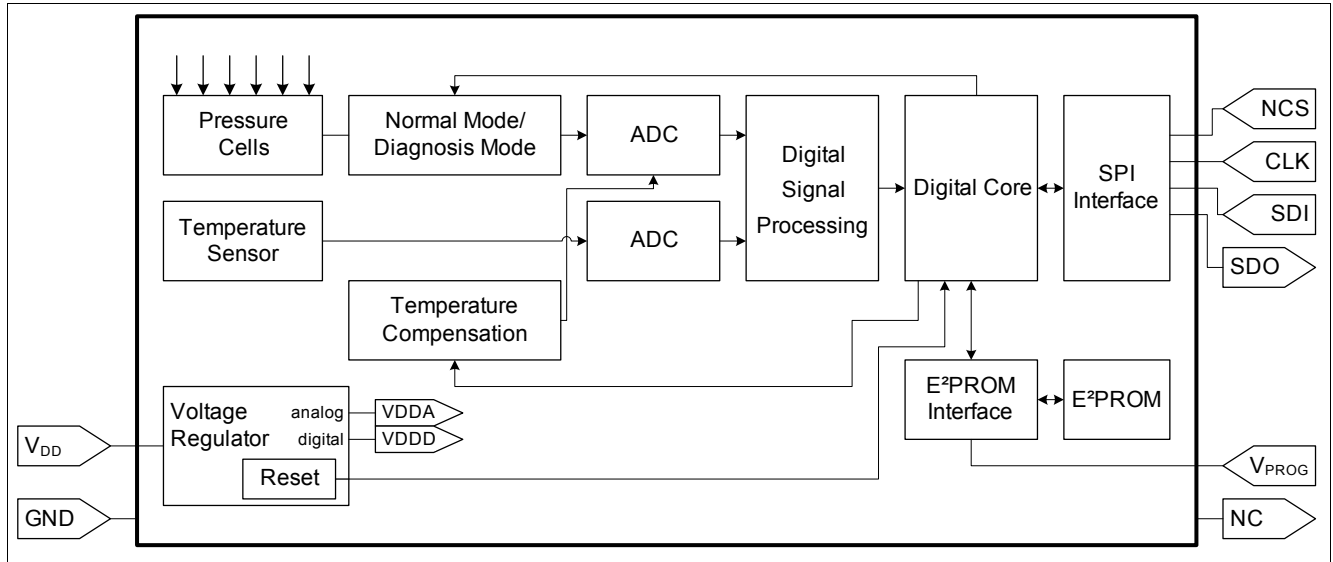 Pressure
Cells
Normal Mode/
Diagnosis Mode
ADC
Digital
Signal
Processing
Digital Core
SPI
Interface
NCS
CLK
SDI
SDO
Temperature
Sensor
ADC
Temperature
Compensation
Voltage
Regulator
analog
digital
Reset
VDDA
VDDD
E²PROM
Interface
E²PROM
VDD
GND
VPROG
NC